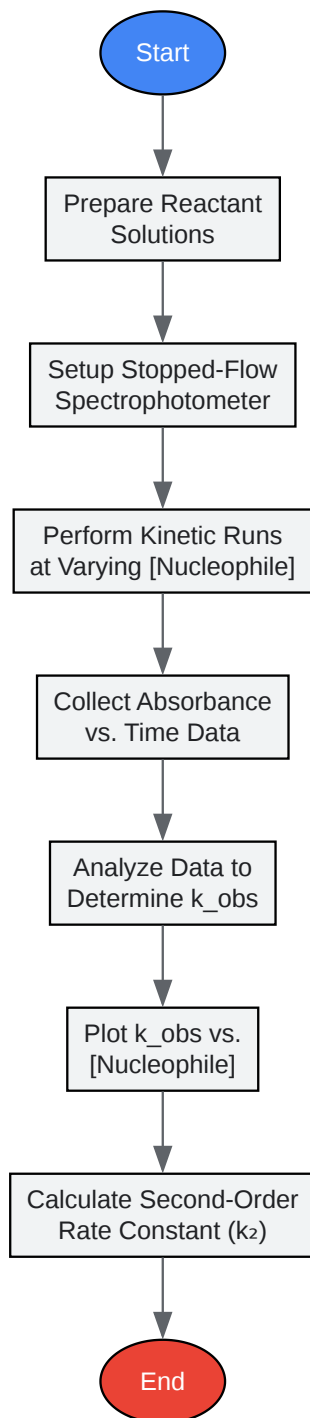 Start
Prepare Reactant
Solutions
Setup Stopped-Flow
Spectrophotometer
Perform Kinetic Runs
at Varying [Nucleophile]
Collect Absorbance
vs. Time Data
Analyze Data to
Determine k_obs
Plot k_obs vs.
[Nucleophile]
Calculate Second-Order
Rate Constant (k₂)
End